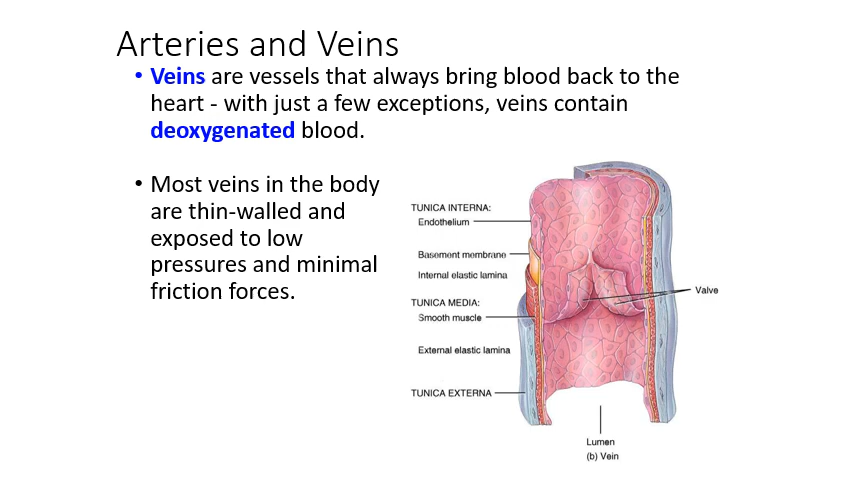 Arteries and Veins
• Veins are vessels that always bring blood back to the
heart - with just a few exceptions, veins contain
deoxygenated blood.
• Most veins in the body
are thin-walled and
exposed to low
pressures and minimal
friction forces.
TUNICA INTERNA:
Endothelium
Basement membrane
Internal elastic lamina
TUNICA MEDIA:
Smooth muscle
External elastic lamina
TUNICA EXTERNA
Valve
Lumen
(b) Vein